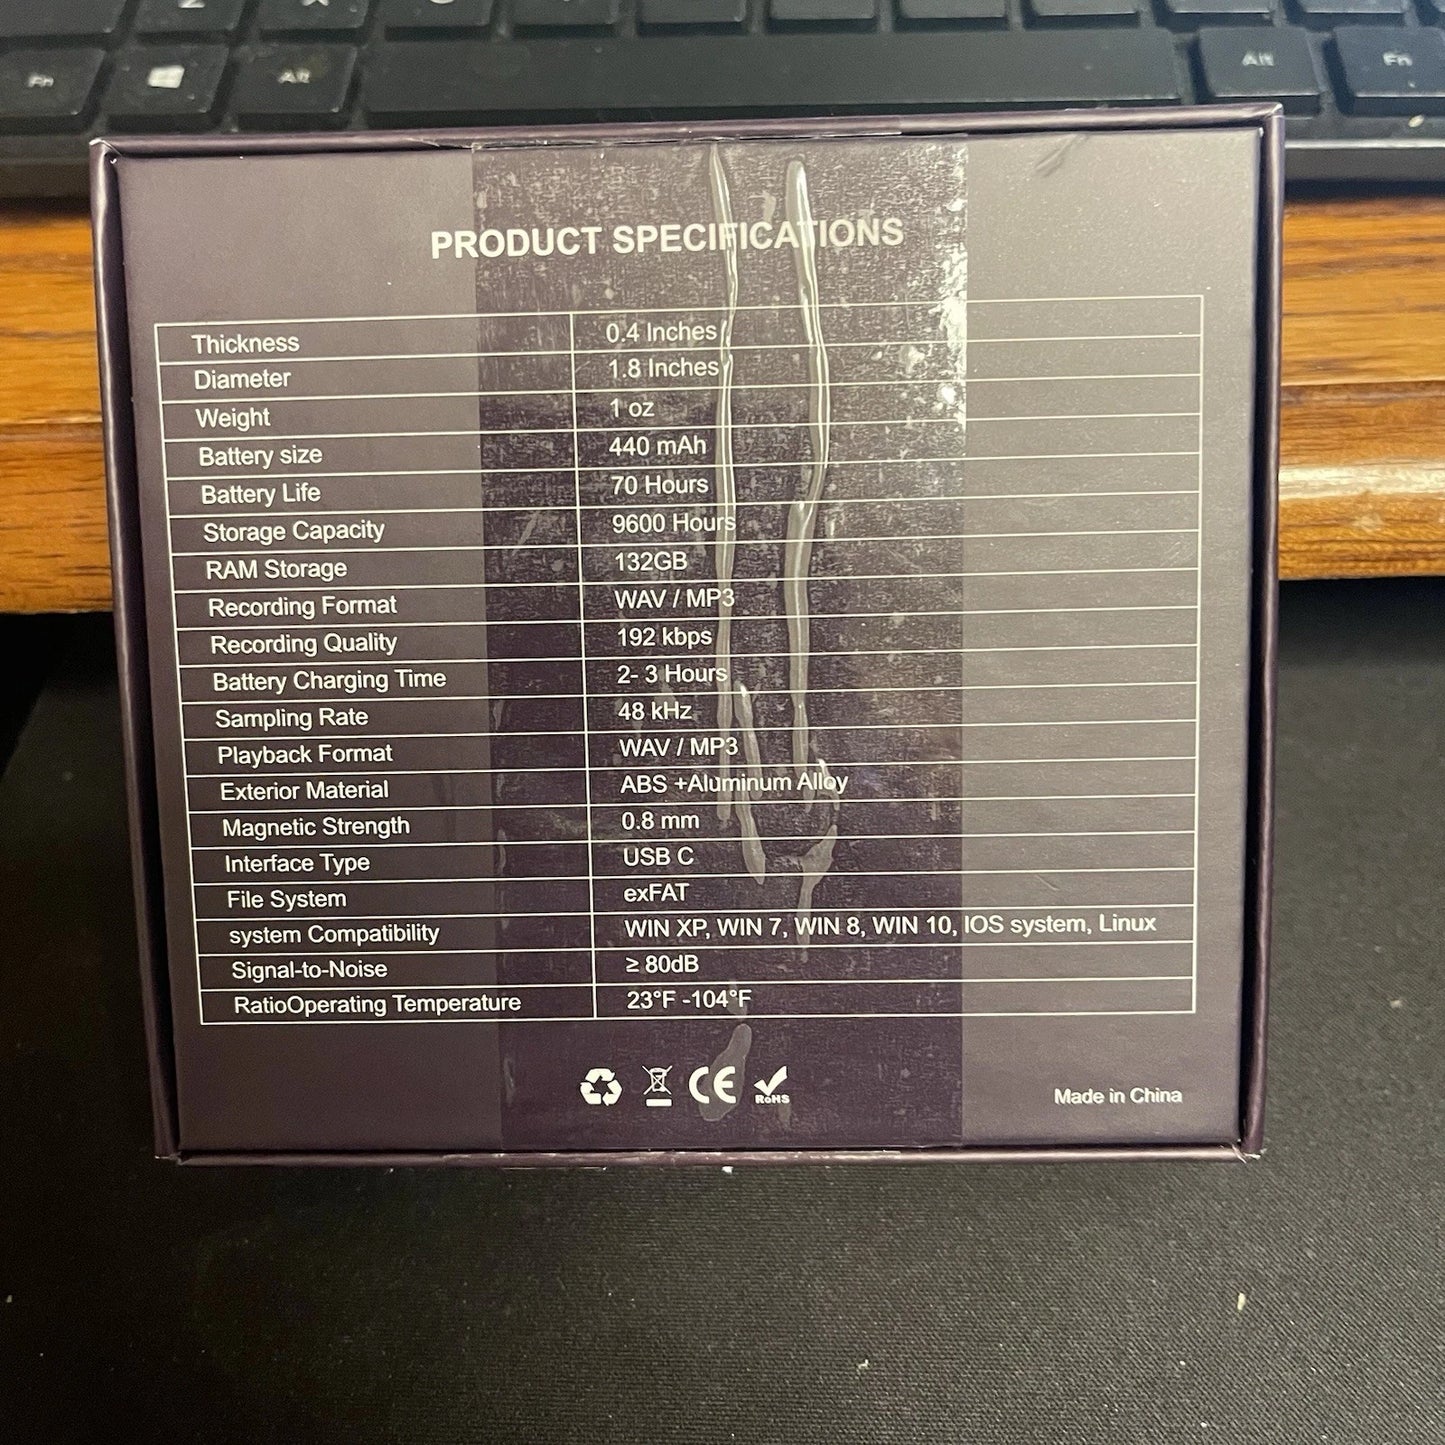 Fn Alt Alt Fn
PRODUCT SPECIFICATIONS
Thickness 0.4 Inches
Diameter 1.8 Inches
Weight 1 oz
Battery size 440 mAh
Battery Life 70 Hours
Storage Capacity 9600 Hours
RAM Storage 132GB
Recording Format WAV / MP3
Recording Quality 192 kbps
Battery Charging Time 2- 3 Hours
Sampling Rate 48 kHz
Playback Format WAV / MP3
Exterior Material ABS +Aluminum Alloy
Magnetic Strength 0.8 mm
Interface Type USB C
File System exFAT
system Compatibility WIN XP, WIN 7, WIN 8, WIN 10, IOS system, Linux
Signal-to-Noise ≥ 80dB
RatioOperating Temperature 23°F -104°F
CE RoHS
Made in China